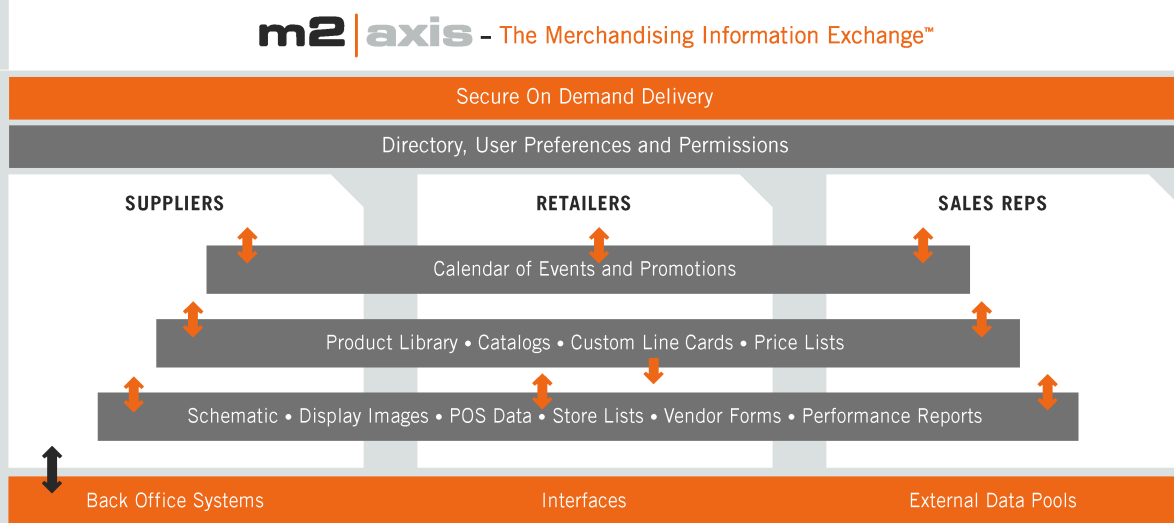 m2|axis – The Merchandising Information Exchange™
Secure On Demand Delivery
Directory, User Preferences and Permissions
SUPPLIERS
RETAILERS
SALES REPS
Calendar of Events and Promotions
Product Library • Catalogs • Custom Line Cards • Price Lists
Schematic • Display Images • POS Data • Store Lists • Vendor Forms • Performance Reports
Back Office Systems
Interfaces
External Data Pools